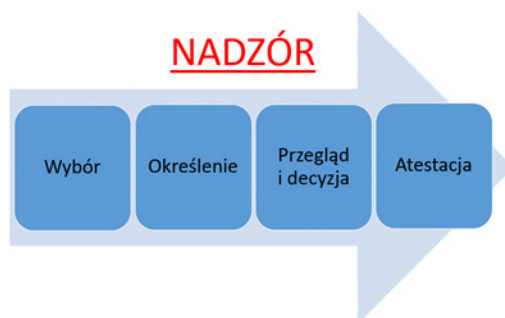 NADZÓR
Wybór
Określenie
Przegląd
i decyzja
Atestacja